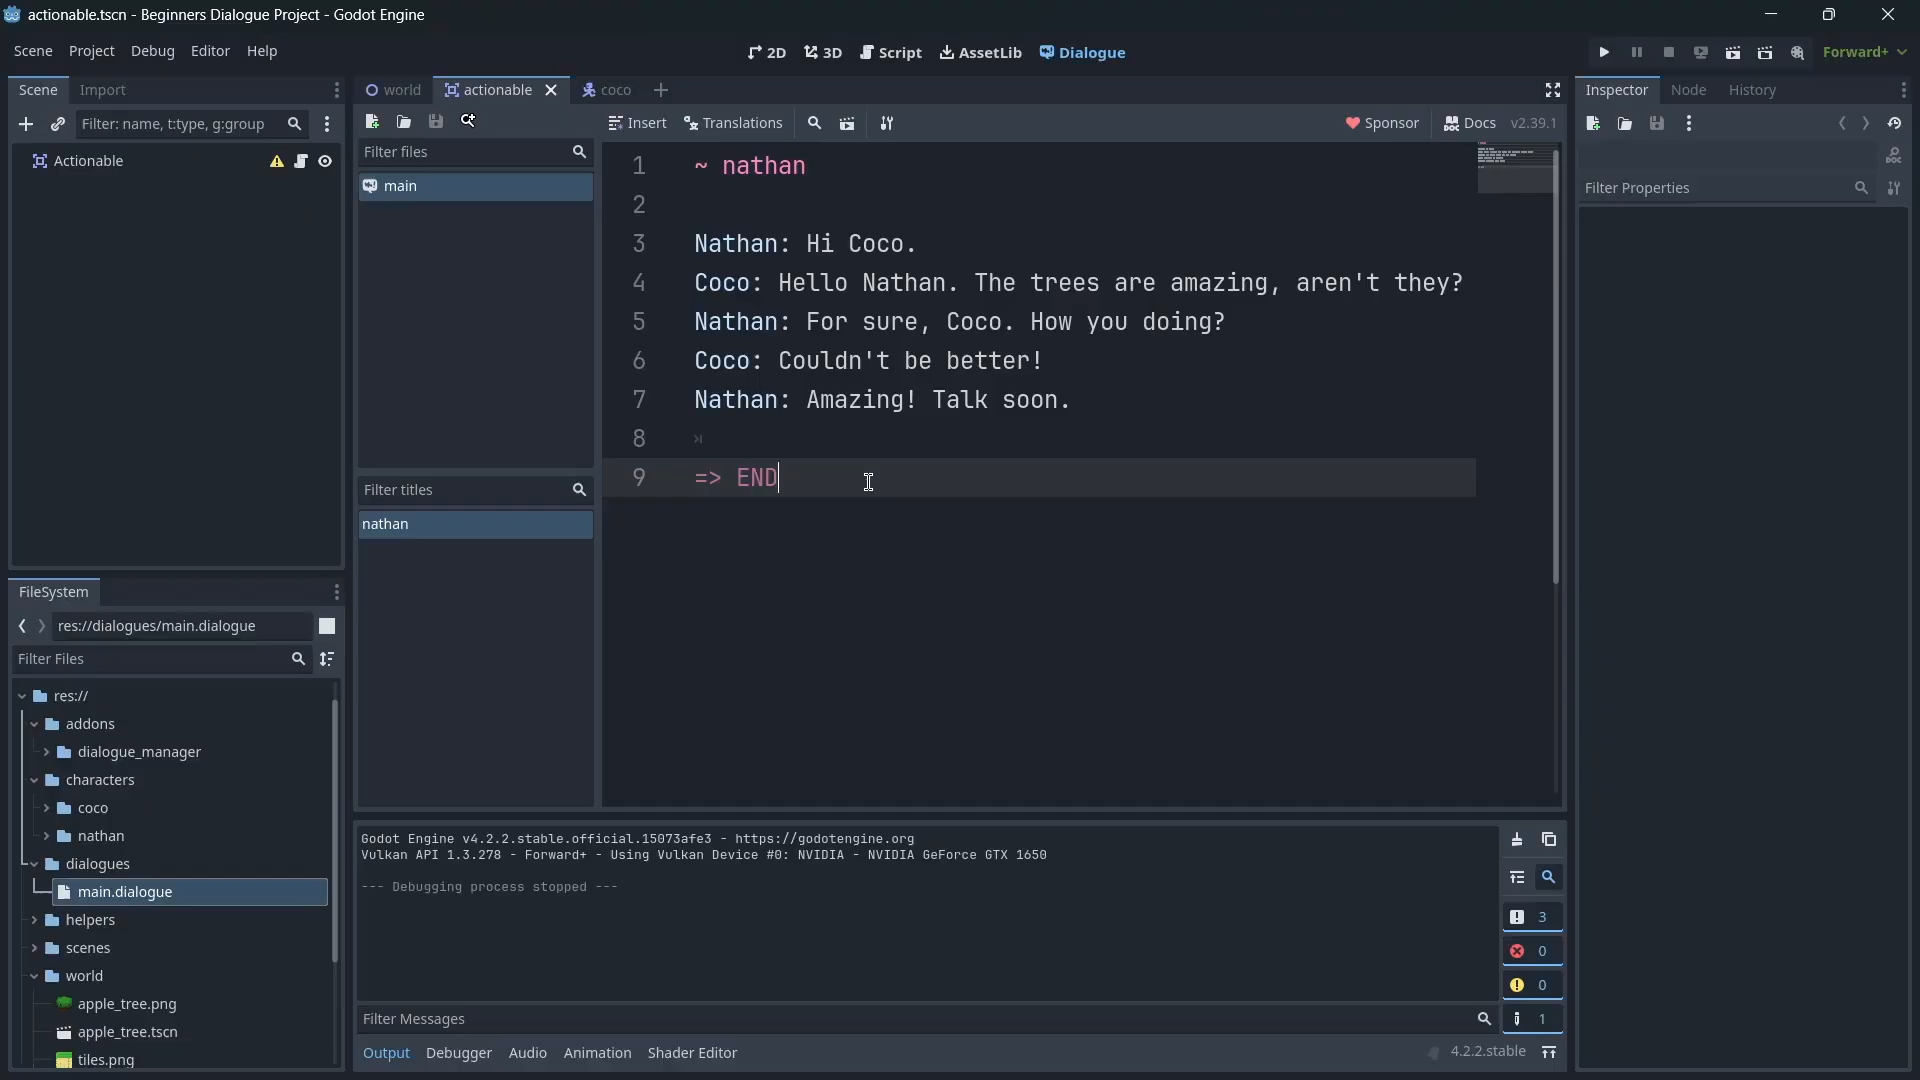 actionable.tscn - Beginners Dialogue Project - Godot Engine
Scene Project Debug Editor Help
2D 3D Script AssetLib Dialogue
Forward+
Scene Import
Filter: name, t:type, g:group
Actionable
world actionable coco
Filter files
main
Filter titles
nathan
Insert Translations
Sponsor Docs v2.39.1
1 ~ nathan
2
3 Nathan: Hi Coco.
4 Coco: Hello Nathan. The trees are amazing, aren't they?
5 Nathan: For sure, Coco. How you doing?
6 Coco: Couldn't be better!
7 Nathan: Amazing! Talk soon.
8
9 => END
Inspector Node History
DOC
Filter Properties
FileSystem
res://dialogues/main.dialogue
Filter Files
res://
addons
dialogue_manager
characters
coco
nathan
dialogues
main.dialogue
helpers
scenes
world
apple_tree.png
apple_tree.tscn
tiles.png
Godot Engine v4.2.2.stable.official.15073afe3 - https://godotengine.org
Vulkan API 1.3.278 - Forward+ - Using Vulkan Device #0: NVIDIA - NVIDIA GeForce GTX 1650
--- Debugging process stopped ---
3
0
0
1
Filter Messages
Output Debugger Audio Animation Shader Editor
4.2.2.stable